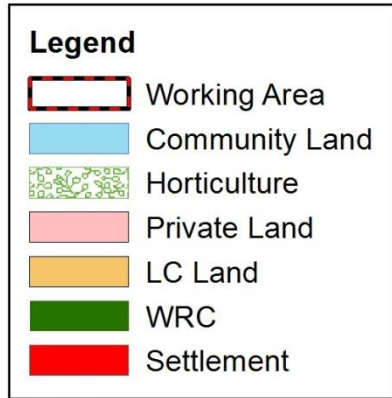 Legend
Working Area
Community Land
Horticulture
Private Land
LC Land
WRC
Settlement